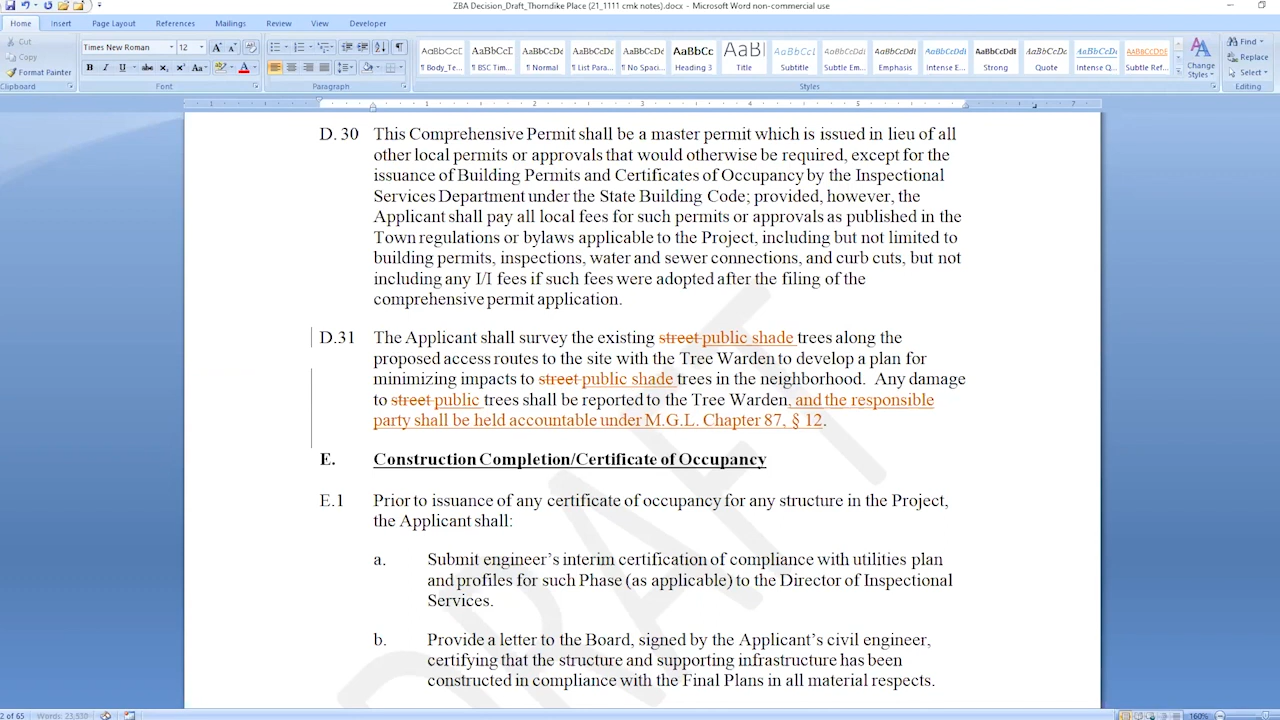 ZBA Decision_Draft_Thorndike Place (21_1111 cmk notes).docx - Microsoft Word non-commercial use
Home Insert Page Layout References Mailings Review View Developer
Cut
Copy
Format Painter
Clipboard
Times New Roman 12
Font
Paragraph
AaBbCcD AaBbCcD AaBbCcDc AaBbCcDc AaBbCcDc AaBbCc AaBl AaBbCcI AaBbCcDdi AaBbCcDdi AaBbCcDdi AaBbCcDdI AaBbCcDc AaBbCcDc AaBbCcDdI
¶ Body_Te... ¶ BSC Tim... ¶ Normal ¶ List Para... ¶ No Spaci... Heading 3 Title Subtitle Subtle Em... Emphasis Intense E... Strong Quote Intense Q... Subtle Ref...
Styles
Change
Styles
Find
Replace
Select
Editing
D. 30 This Comprehensive Permit shall be a master permit which is issued in lieu of all
other local permits or approvals that would otherwise be required, except for the
issuance of Building Permits and Certificates of Occupancy by the Inspectional
Services Department under the State Building Code; provided, however, the
Applicant shall pay all local fees for such permits or approvals as published in the
Town regulations or bylaws applicable to the Project, including but not limited to
building permits, inspections, water and sewer connections, and curb cuts, but not
including any I/I fees if such fees were adopted after the filing of the
comprehensive permit application.
D.31 The Applicant shall survey the existing street public shade trees along the
proposed access routes to the site with the Tree Warden to develop a plan for
minimizing impacts to street public shade trees in the neighborhood. Any damage
to street public trees shall be reported to the Tree Warden, and the responsible
party shall be held accountable under M.G.L. Chapter 87, § 12.
E. Construction Completion/Certificate of Occupancy
E.1 Prior to issuance of any certificate of occupancy for any structure in the Project,
the Applicant shall:
a. Submit engineer’s interim certification of compliance with utilities plan
and profiles for such Phase (as applicable) to the Director of Inspectional
Services.
b. Provide a letter to the Board, signed by the Applicant’s civil engineer,
certifying that the structure and supporting infrastructure has been
constructed in compliance with the Final Plans in all material respects.
DRAFT
2 of 65 Words: 23,530 160%